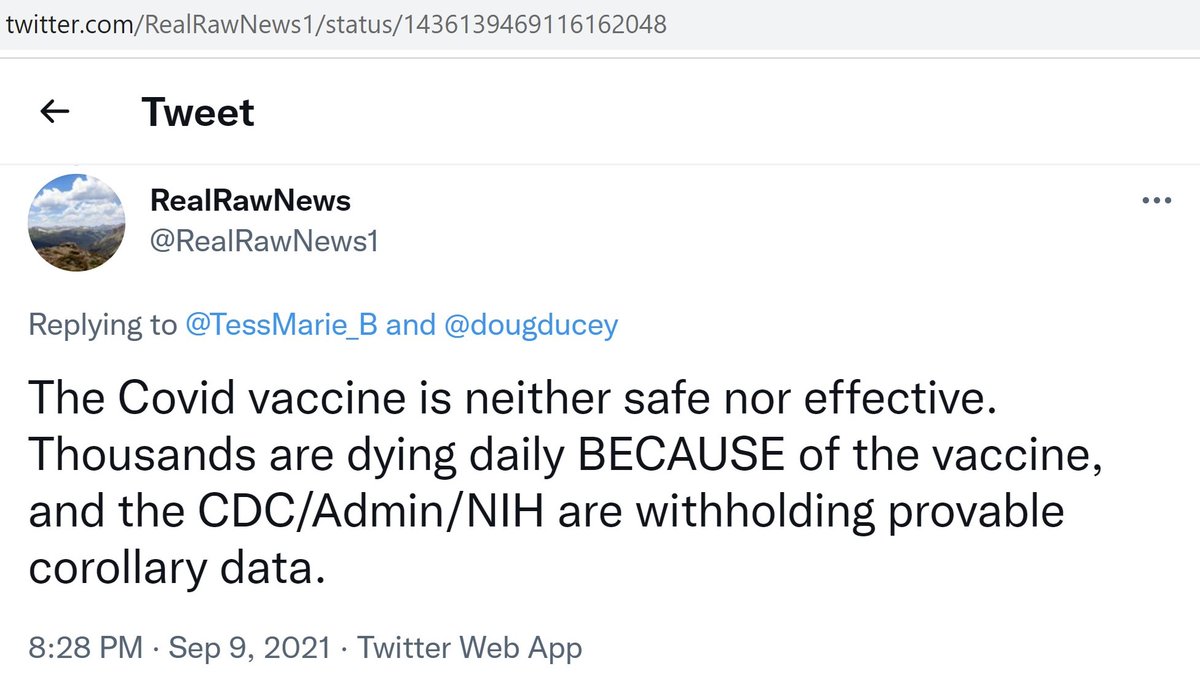 twitter.com/RealRawNews1/status/1436139469116162048
Tweet
RealRawNews
@RealRawNews1
Replying to @TessMarie_B and @dougducey
The Covid vaccine is neither safe nor effective.
Thousands are dying daily BECAUSE of the vaccine,
and the CDC/Admin/NIH are withholding provable
corollary data.
8:28 PM · Sep 9, 2021 · Twitter Web App